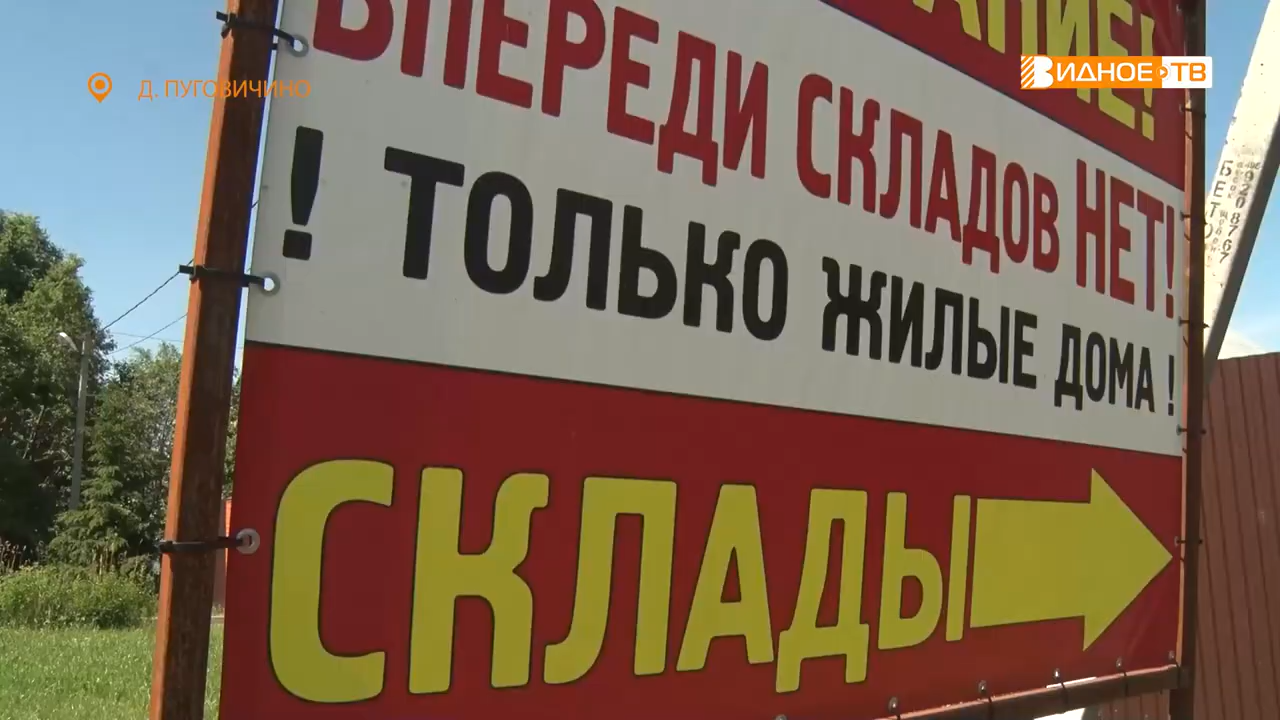 ВИДНОЕ ТВ
Д. ПУГОВИЧИНО
ВПЕРЕДИ СКЛАДОВ НЕТ!
! ТОЛЬКО ЖИЛЫЕ ДОМА !
СКЛАДЫ